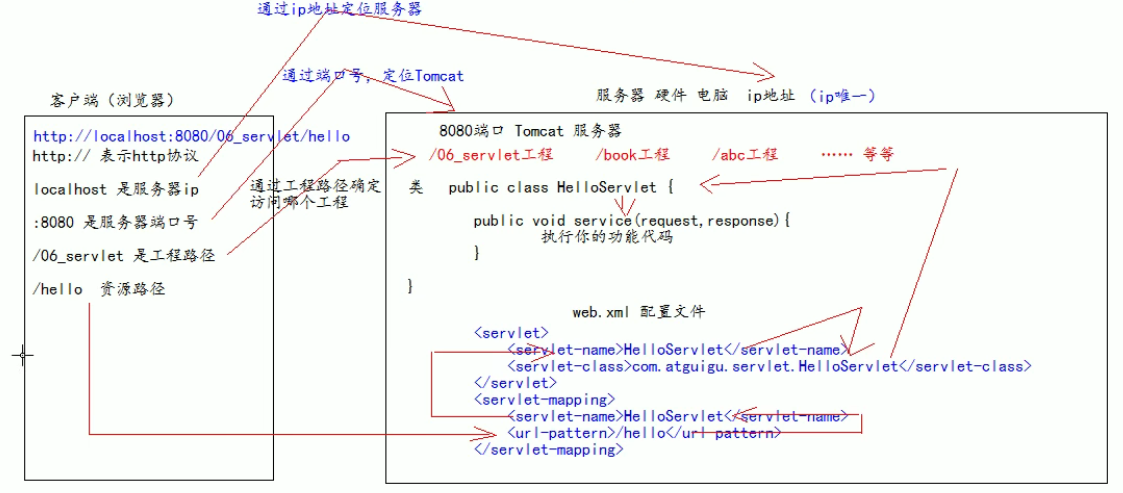 通过ip地址定位服务器
通过端口号，定位Tomcat
客户端（浏览器）
http://localhost:8080/06_servlet/hello
http:// 表示http协议
localhost 是服务器ip
:8080 是服务器端口号
/06_servlet 是工程路径
/hello 资源路径
通过工程路径确定
访问哪个工程
服务器 硬件 电脑 ip地址 （ip唯一）
8080端口 Tomcat 服务器
/06_servlet工程 /book工程 /abc工程 …… 等等
类 public class HelloServlet {
public void service(request,response){
执行你的功能代码
}
}
web.xml 配置文件
<servlet>
<servlet-name>HelloServlet</servlet-name>
<servlet-class>com.atguigu.servlet.HelloServlet</servlet-class>
</servlet>
<servlet-mapping>
<servlet-name>HelloServlet</servlet-name>
<url-pattern>/hello</url-pattern>
</servlet-mapping>